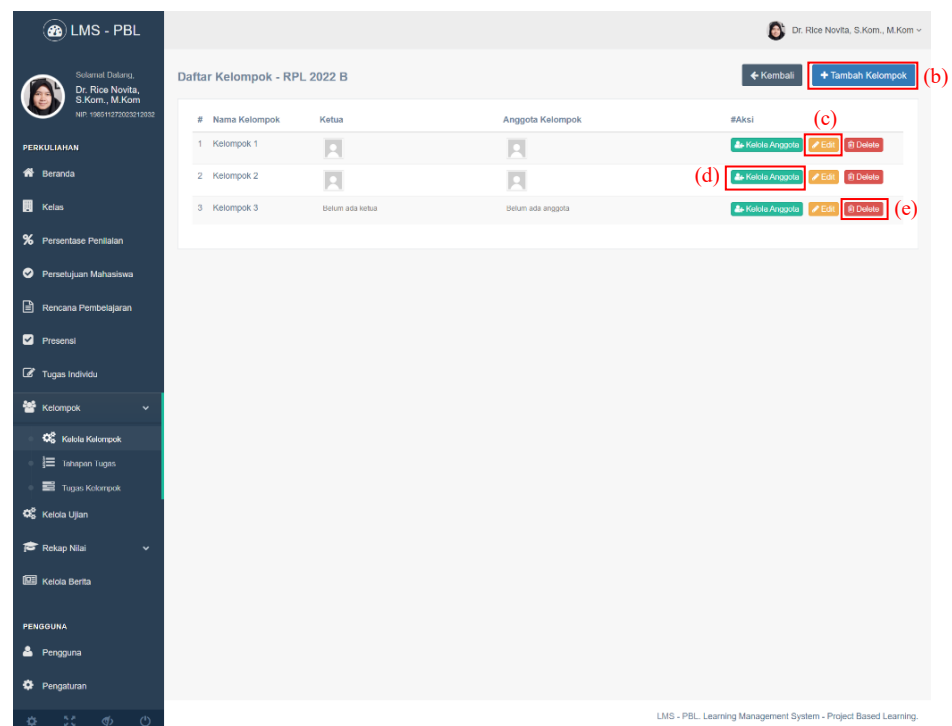 LMS - PBL
Dr. Rice Novita, S.Kom., M.Kom
Selamat Datang,
Dr. Rice Novita,
S.Kom., M.Kom
NIP. 198511272023212032
Daftar Kelompok - RPL 2022 B
Kembali
+ Tambah Kelompok
(b)
# Nama Kelompok Ketua Anggota Kelompok #Aksi
(c)
1 Kelompok 1 Kelola Anggota Edit Delete
2 Kelompok 2 (d) Kelola Anggota Edit Delete
3 Kelompok 3 Belum ada ketua Belum ada anggota Kelola Anggota Edit Delete (e)
PERKULIAHAN
Beranda
Kelas
Persentase Penilaian
Persetujuan Mahasiswa
Rencana Pembelajaran
Presensi
Tugas Individu
Kelompok
Kelola Kelompok
Tahapan Tugas
Tugas Kelompok
Kelola Ujian
Rekap Nilai
Kelola Berita
PENGGUNA
Pengguna
Pengaturan
LMS - PBL. Learning Management System - Project Based Learning.